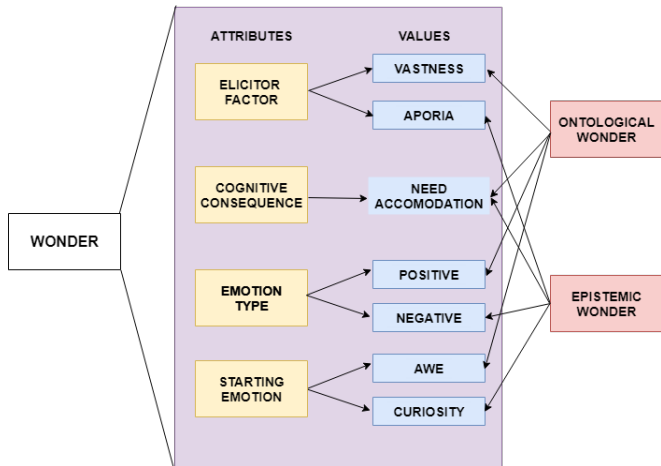 ATTRIBUTES
VALUES
ELICITOR
FACTOR
VASTNESS
APORIA
ONTOLOGICAL
WONDER
COGNITIVE
CONSEQUENCE
NEED
ACCOMODATION
WONDER
EMOTION
TYPE
POSITIVE
NEGATIVE
EPISTEMIC
WONDER
STARTING
EMOTION
AWE
CURIOSITY